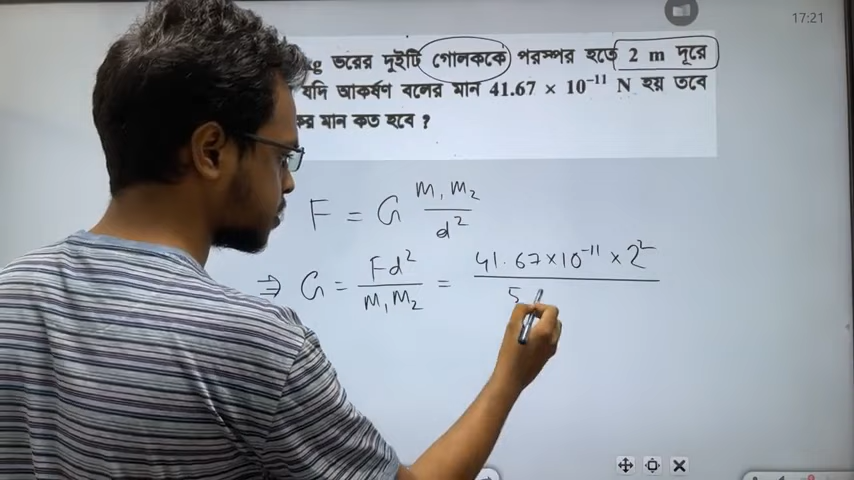 17:21
kg ভরের দুইটি গোলককে পরস্পর হতে 2 m দূরে
যদি আকর্ষণ বলের মান 41.67 × 10⁻¹¹ N হয় তবে
মান কত হবে ?
F = G m₁m₂/d²
⇒ G = Fd²/m₁m₂ = 41.67×10⁻¹¹ × 2²/5